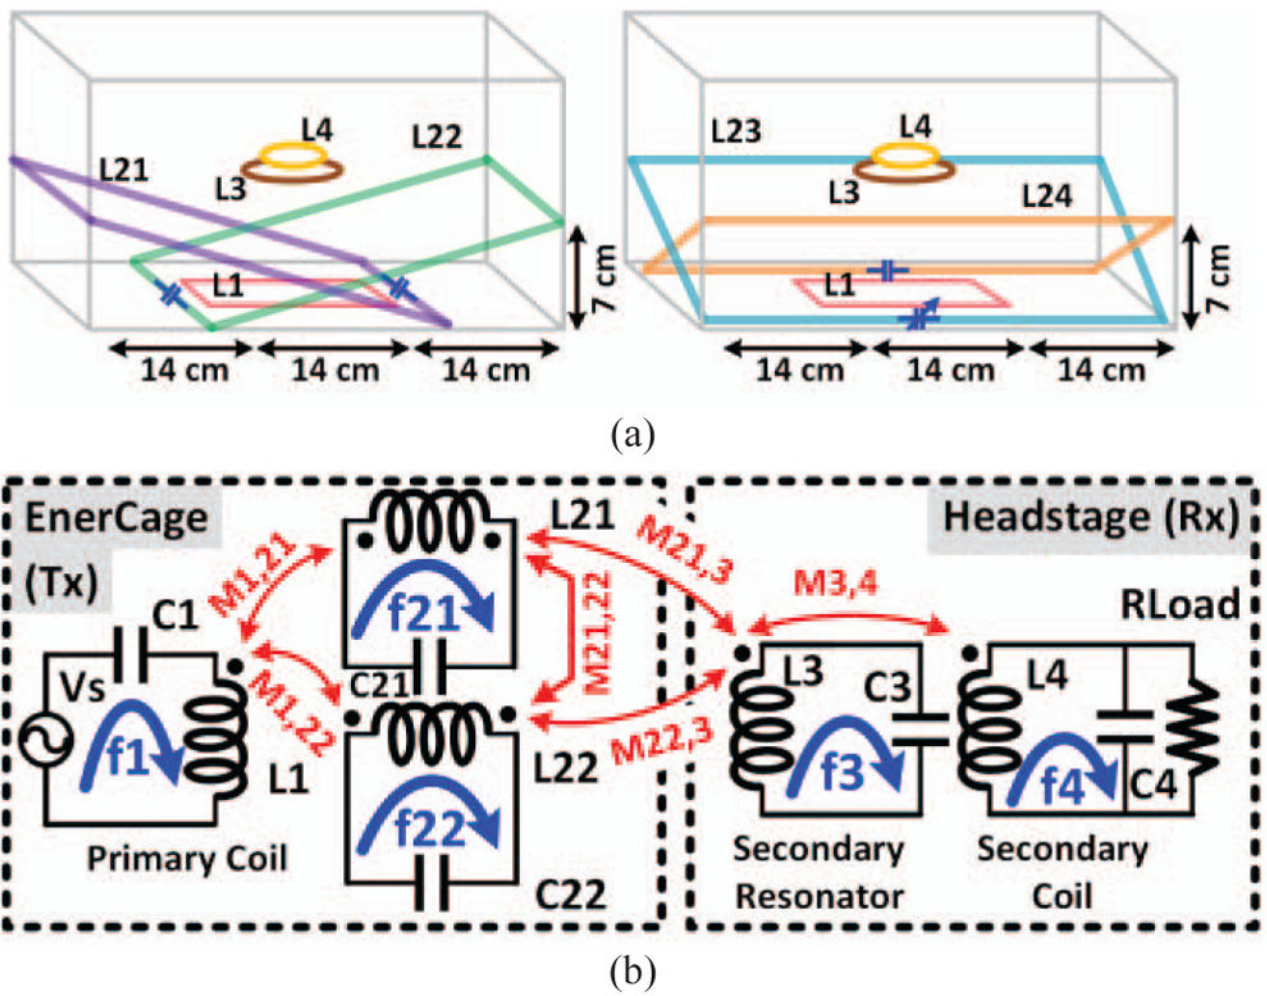 L4
L22
L21
L3
L1
7 cm
14 cm 14 cm 14 cm
L23
L4
L3
L24
L1
7 cm
14 cm 14 cm 14 cm
(a)
EnerCage
(Tx)
Headstage (Rx)
L21
M1,21
M21,3
M21,22
M3,4
RLoad
C1
f21
Vs
C21
M1,22
L3
C3
L4
f1
L1
M22,3
L22
f3
f4
C4
f22
Primary Coil
C22
Secondary
Resonator
Secondary
Coil
(b)